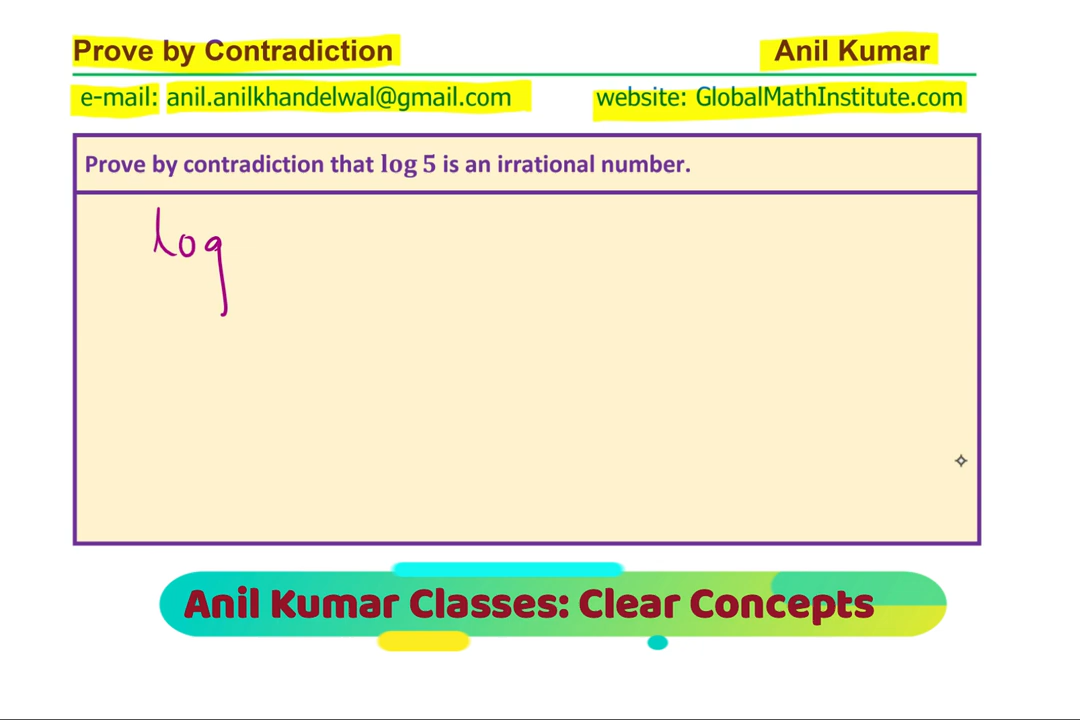 Prove by Contradiction Anil Kumar
e-mail: anil.anilkhandelwal@gmail.com website: GlobalMathInstitute.com
Prove by contradiction that log 5 is an irrational number.
log
Anil Kumar Classes: Clear Concepts